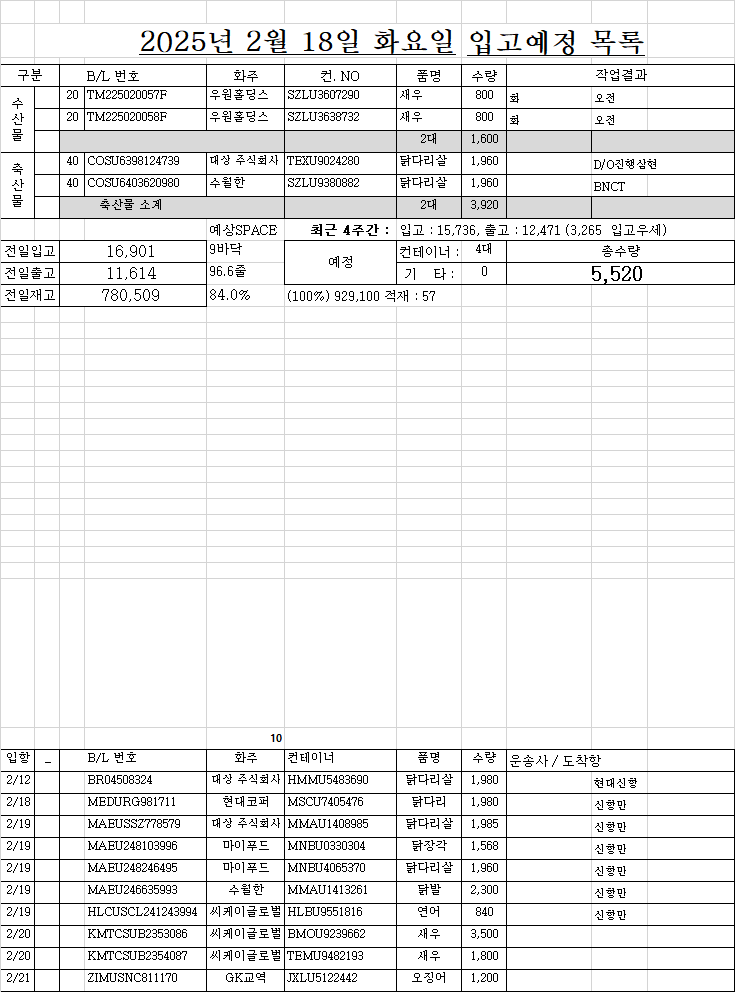 2025년 2월 18일 화요일 입고예정 목록
구분 B/L 번호 화주 컨. NO 품명 수량 작업결과
수산물 20 TM225020057F 우원홀딩스 SZLU3607290 새우 800 화 오전
20 TM225020058F 우원홀딩스 SZLU3638732 새우 800 화 오전
2대 1,600
축산물 40 COSU6398124739 대상 주식회사 TEXU9024280 닭다리살 1,960 D/O진행살현
40 COSU6403620980 수월한 SZLU9380882 닭다리살 1,960 BNCT
축산물 소계 2대 3,920
예상SPACE 최근 4주간 : 입고 : 15,736, 출고 : 12,471 (3,265 입고우세)
전일입고 16,901 9바닥 예정 컨테이너 : 4대 총수량
전일출고 11,614 96.6줄 기 타 : 0 5,520
전일재고 780,509 84.0% (100%) 929,100 적재 : 57
10
입항 _ B/L 번호 화주 컨테이너 품명 수량 운송사 / 도착항
2/12 BR04508324 대상 주식회사 HMMU5483690 닭다리살 1,980 현대신항
2/18 MEDURG981711 현대코퍼 MSCU7405476 닭다리 1,980 신항만
2/19 MAEUSSZ778579 대상 주식회사 MMAU1408985 닭다리살 1,985 신항만
2/19 MAEU248103996 마이푸드 MNBU0330304 닭장각 1,568 신항만
2/19 MAEU248246495 마이푸드 MNBU4065370 닭다리살 1,960 신항만
2/19 MAEU246635993 수월한 MMAU1413261 닭발 2,300 신항만
2/19 HLCUSCL241243994 씨케이글로벌 HLBU9551816 연어 840 신항만
2/20 KMTCSUB2353086 씨케이글로벌 BMOU9239662 새우 3,500
2/20 KMTCSUB2354087 씨케이글로벌 TEMU9482193 새우 1,800
2/21 ZIMUSNC811170 GK교역 JXLU5122442 오징어 1,200